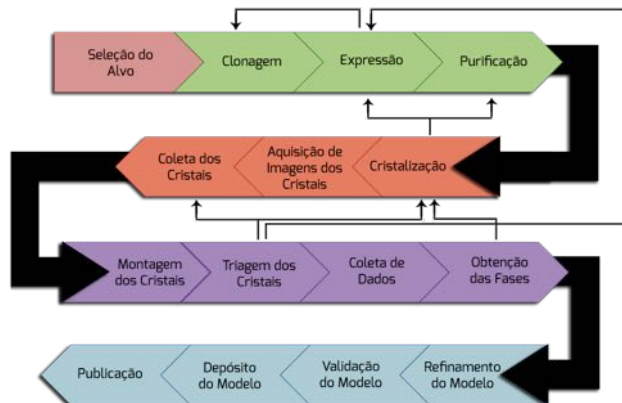 Seleção do
Alvo
Clonagem
Expressão
Purificação
Coleta dos
Cristais
Aquisição de
Imagens dos
Cristais
Cristalização
Montagem
dos Cristais
Triagem dos
Cristais
Coleta de
Dados
Obtenção
das Fases
Publicação
Depósito
do Modelo
Validação
do Modelo
Refinamento
do Modelo